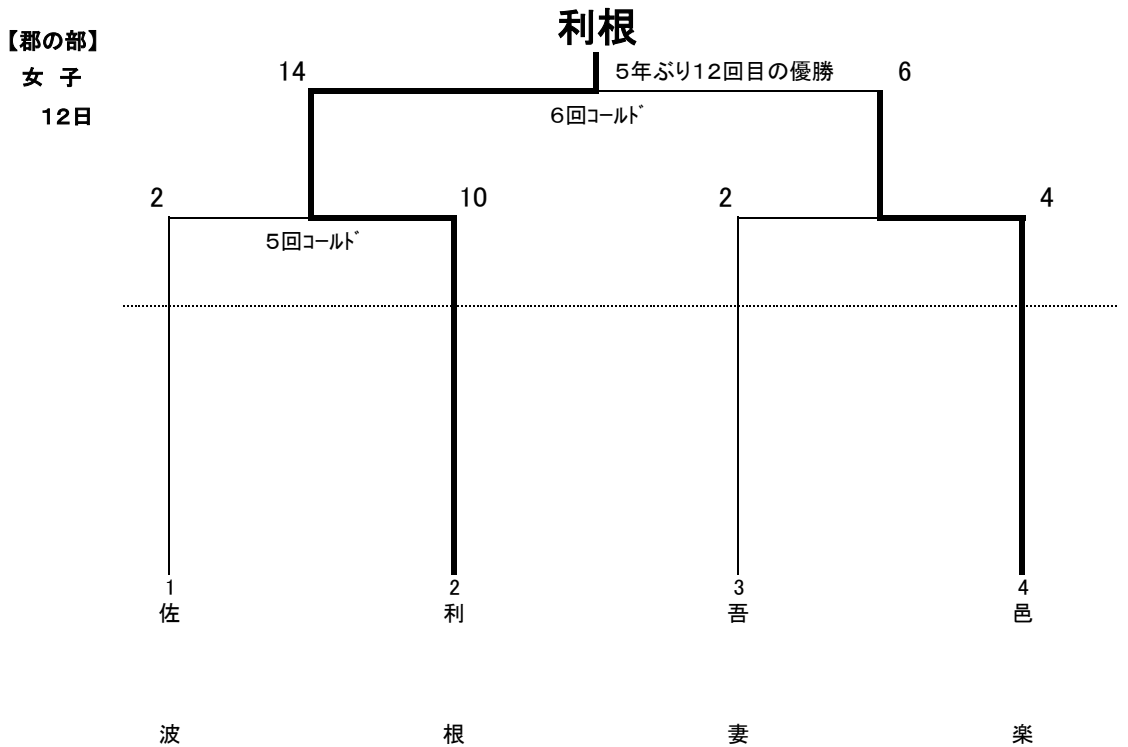 利根
【郡の部】
女 子
12日
14
5年ぶり12回目の優勝
6
6回コールド
2
10
2
4
5回コールド
1
2
3
4
佐波
利根
吾妻
邑楽